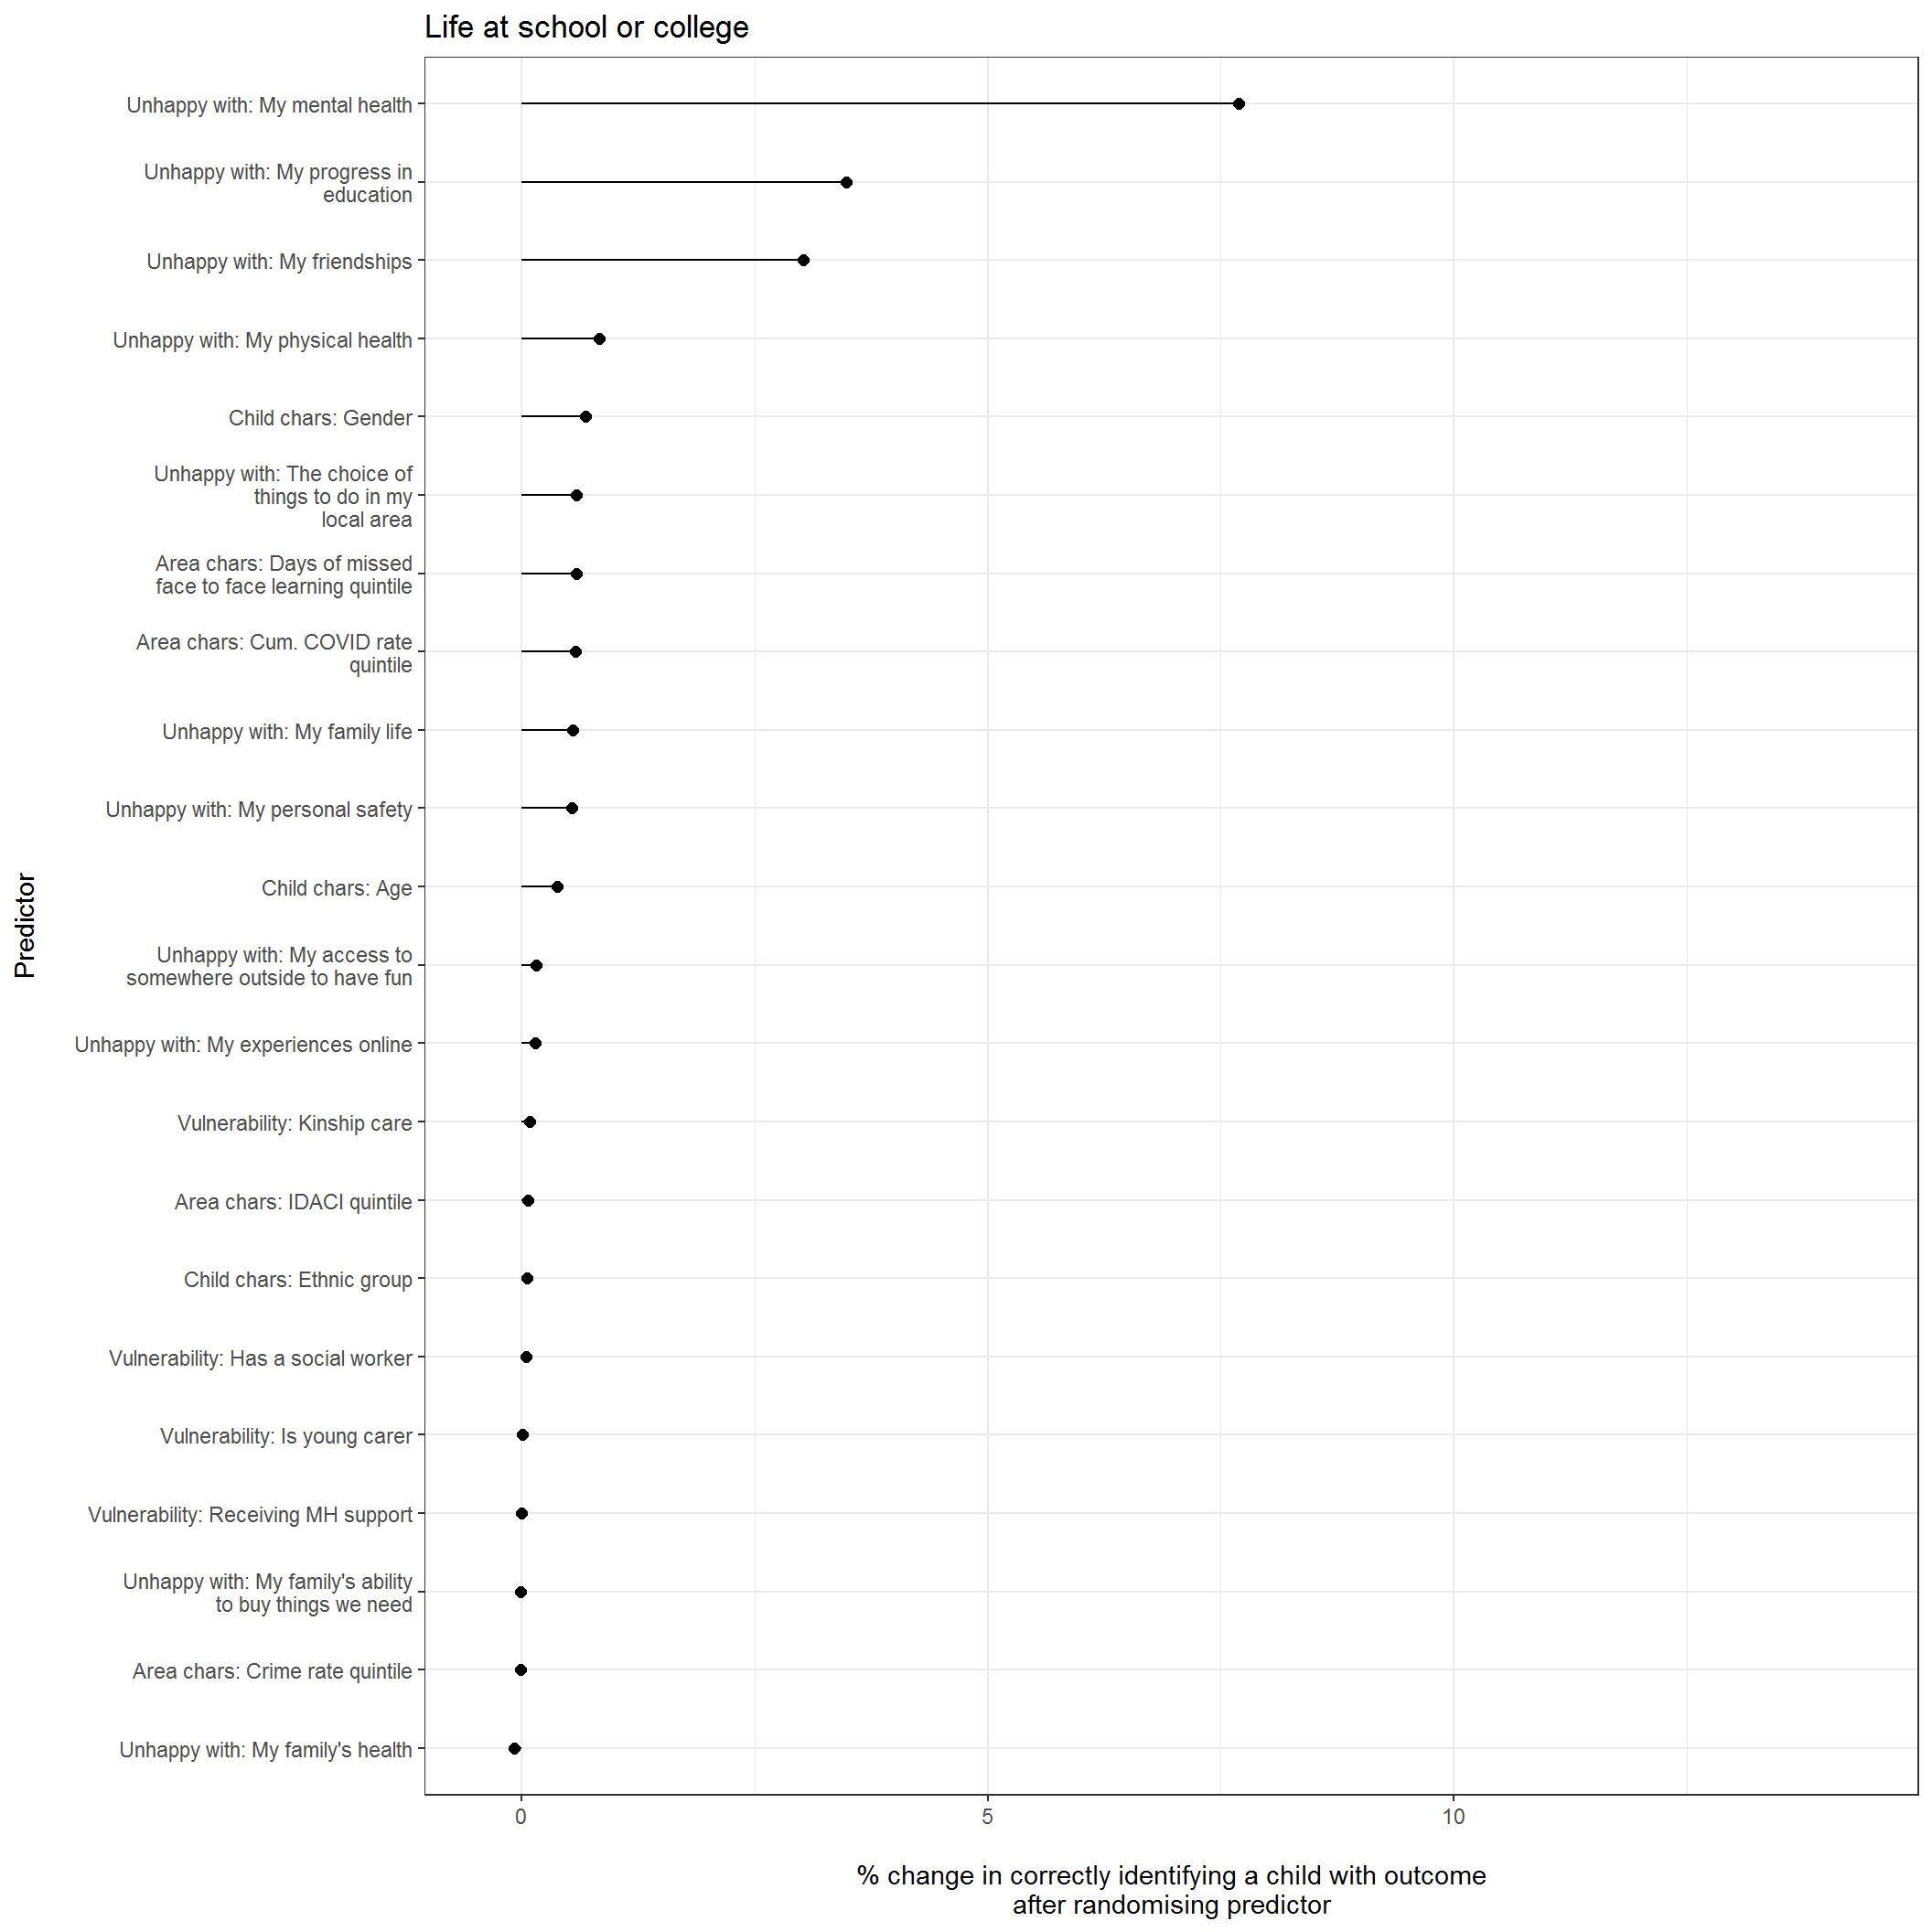 Life at school or college
Unhappy with: My mental health
Unhappy with: My progress in
education
Unhappy with: My friendships
Unhappy with: My physical health
Child chars: Gender
Unhappy with: The choice of
things to do in my
local area
Area chars: Days of missed
face to face learning quintile
Area chars: Cum. COVID rate
quintile
Unhappy with: My family life
Unhappy with: My personal safety
Child chars: Age
Unhappy with: My access to
somewhere outside to have fun
Unhappy with: My experiences online
Vulnerability: Kinship care
Area chars: IDACI quintile
Child chars: Ethnic group
Vulnerability: Has a social worker
Vulnerability: Is young carer
Vulnerability: Receiving MH support
Unhappy with: My family's ability
to buy things we need
Area chars: Crime rate quintile
Unhappy with: My family's health
Predictor
0 5 10
% change in correctly identifying a child with outcome
after randomising predictor